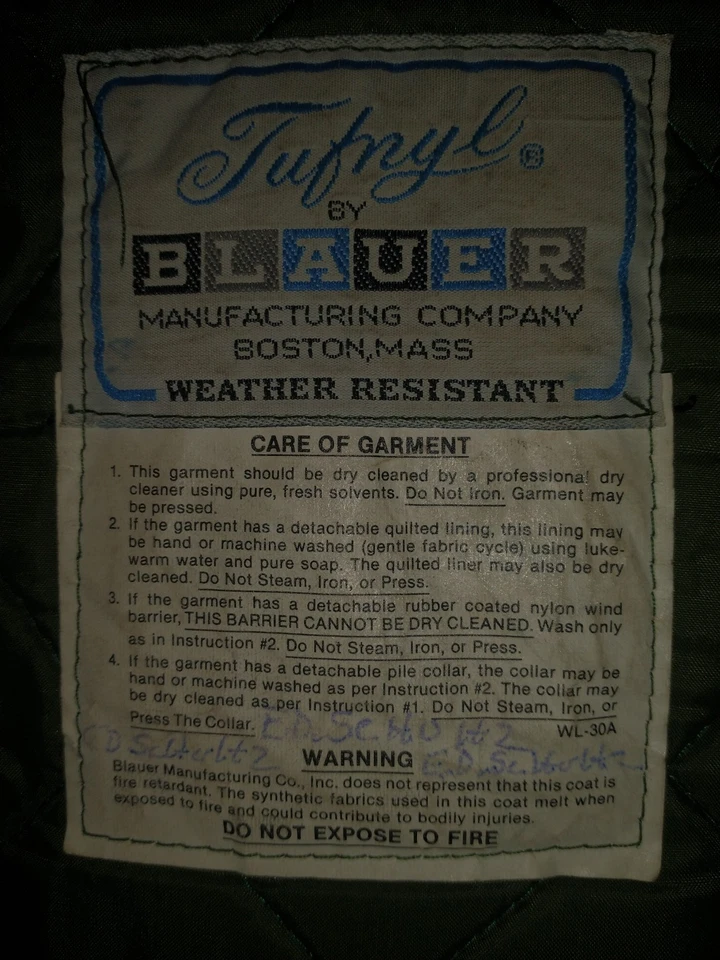 Tufnyl®
BY
BLAUER
MANUFACTURING COMPANY
BOSTON, MASS
WEATHER RESISTANT
CARE OF GARMENT
1. This garment should be dry cleaned by a professional dry
cleaner using pure, fresh solvents. Do Not Iron. Garment may
be pressed.
2. If the garment has a detachable quilted lining, this lining may
be hand or machine washed (gentle fabric cycle) using luke-
warm water and pure soap. The quilted liner may also be dry
cleaned. Do Not Steam, Iron, or Press.
3. If the garment has a detachable rubber coated nylon wind
barrier, THIS BARRIER CANNOT BE DRY CLEANED. Wash only
as in Instruction #2. Do Not Steam, Iron, or Press.
4. If the garment has a detachable pile collar, the collar may be
hand or machine washed as per Instruction #2. The collar may
be dry cleaned as per Instruction #1. Do Not Steam, Iron, or
Press The Collar. WL-30A
WARNING
Blauer Manufacturing Co., Inc. does not represent that this coat is
fire retardant. The synthetic fabrics used in this coat melt when
exposed to fire and could contribute to bodily injuries.
DO NOT EXPOSE TO FIRE